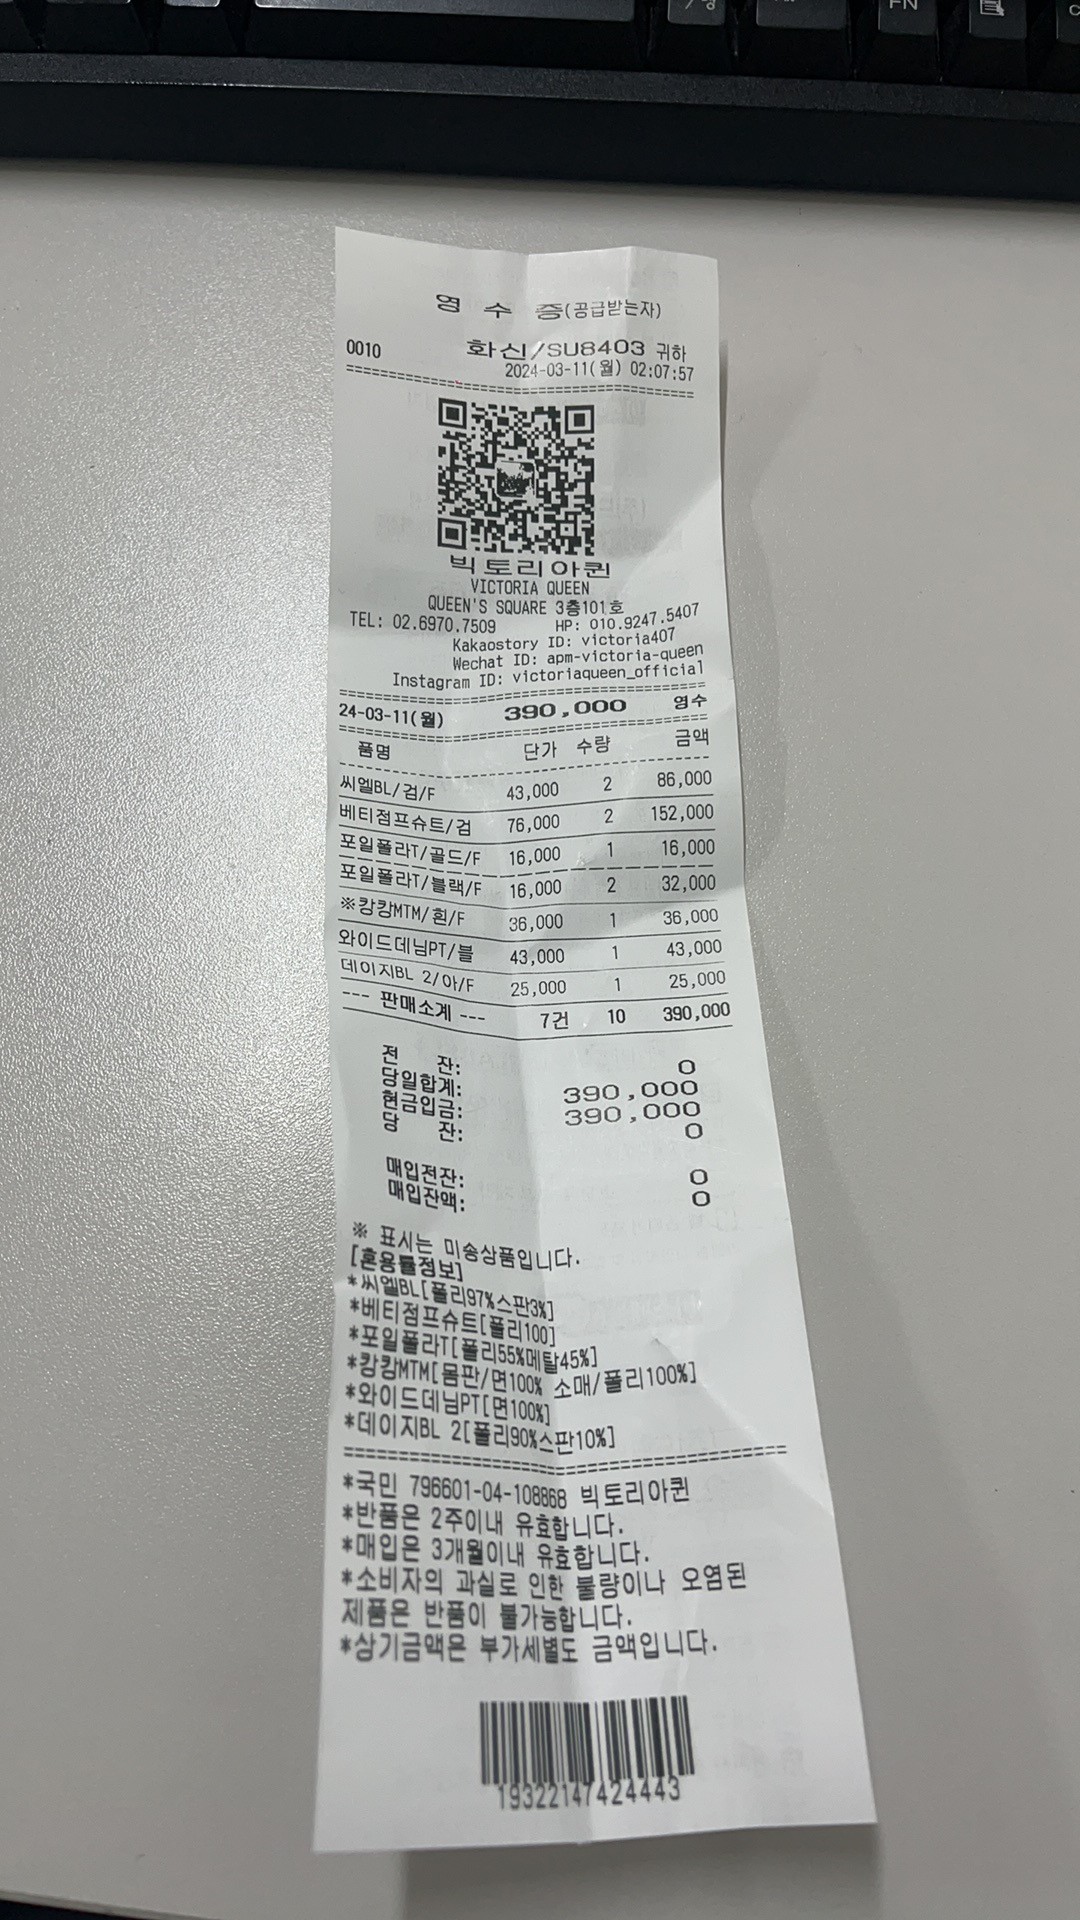 FN
영 수 증(공급받는자)
0010 화신/SU8403 귀하
2024-03-11(월) 02:07:57
빅토리아퀸
VICTORIA QUEEN
QUEEN'S SQUARE 3층101호
TEL: 02.6970.7509 HP: 010.9247.5407
Kakaostory ID: victoria407
Wechat ID: apm-victoria-queen
Instagram ID: victoriaqueen_official
24-03-11(월) 390,000 영수
품명 단가 수량 금액
씨엘BL/검/F 43,000 2 86,000
베티점프슈트/검 76,000 2 152,000
포일폴라T/골드/F 16,000 1 16,000
포일폴라T/블랙/F 16,000 2 32,000
※캉캉MTM/흰/F 36,000 1 36,000
와이드데님PT/블 43,000 1 43,000
데이지BL 2/아/F 25,000 1 25,000
--- 판매소계 --- 7건 10 390,000
전 잔: 0
당일합계: 390,000
현금입금: 390,000
당 잔: 0
매입전잔: 0
매입잔액: 0
※ 표시는 미송상품입니다.
[혼용률정보]
*씨엘BL[폴리97%스판3%]
*베티점프슈트[폴리100]
*포일폴라T[폴리55%메탈45%]
*캉캉MTM[몸판/면100% 소매/폴리100%]
*와이드데님PT[면100%]
*데이지BL 2[폴리90%스판10%]
*국민 796601-04-108868 빅토리아퀸
*반품은 2주이내 유효합니다.
*매입은 3개월이내 유효합니다.
*소비자의 과실로 인한 불량이나 오염된
제품은 반품이 불가능합니다.
*상기금액은 부가세별도 금액입니다.
19322147424443